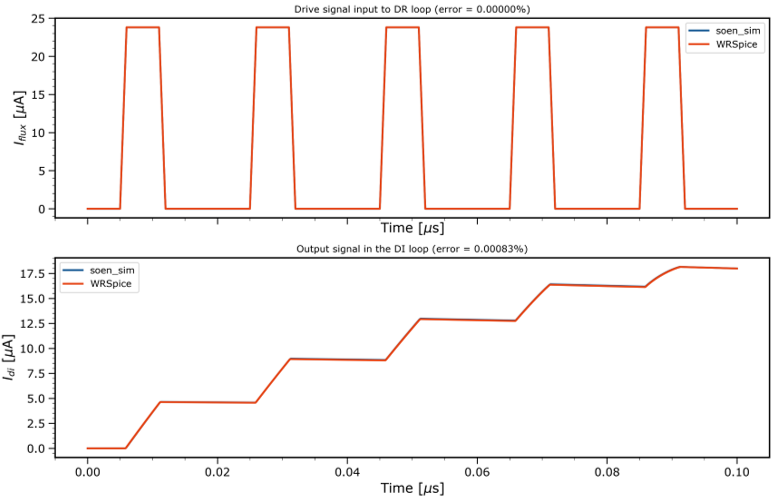 Drive signal input to DR loop (error = 0.00000%)
25
20
15
10
5
0
I_flux [μA]
soen_sim
WRSpice
Time [μs]
Output signal in the DI loop (error = 0.00083%)
17.5
15.0
12.5
10.0
7.5
5.0
2.5
0.0
I_di [μA]
soen_sim
WRSpice
0.00 0.02 0.04 0.06 0.08 0.10
Time [μs]